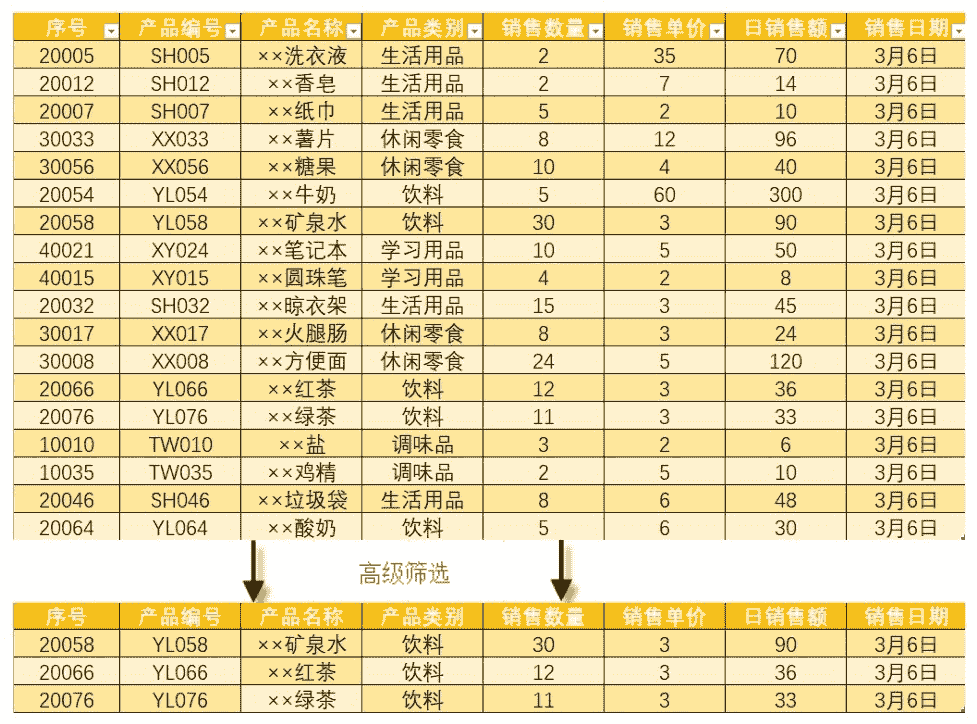 序号 产品编号 产品名称 产品类别 销售数量 销售单价 日销售额 销售日期
20005 SH005 ××洗衣液 生活用品 2 35 70 3月6日
20012 SH012 ××香皂 生活用品 2 7 14 3月6日
20007 SH007 ××纸巾 生活用品 5 2 10 3月6日
30033 XX033 ××薯片 休闲零食 8 12 96 3月6日
30056 XX056 ××糖果 休闲零食 10 4 40 3月6日
20054 YL054 ××牛奶 饮料 5 60 300 3月6日
20058 YL058 ××矿泉水 饮料 30 3 90 3月6日
40021 XY024 ××笔记本 学习用品 10 5 50 3月6日
40015 XY015 ××圆珠笔 学习用品 4 2 8 3月6日
20032 SH032 ××晾衣架 生活用品 15 3 45 3月6日
30017 XX017 ××火腿肠 休闲零食 8 3 24 3月6日
30008 XX008 ××方便面 休闲零食 24 5 120 3月6日
20066 YL066 ××红茶 饮料 12 3 36 3月6日
20076 YL076 ××绿茶 饮料 11 3 33 3月6日
10010 TW010 ××盐 调味品 3 2 6 3月6日
10035 TW035 ××鸡精 调味品 2 5 10 3月6日
20046 SH046 ××垃圾袋 生活用品 8 6 48 3月6日
20064 YL064 ××酸奶 饮料 5 6 30 3月6日
高级筛选
序号 产品编号 产品名称 产品类别 销售数量 销售单价 日销售额 销售日期
20058 YL058 ××矿泉水 饮料 30 3 90 3月6日
20066 YL066 ××红茶 饮料 12 3 36 3月6日
20076 YL076 ××绿茶 饮料 11 3 33 3月6日